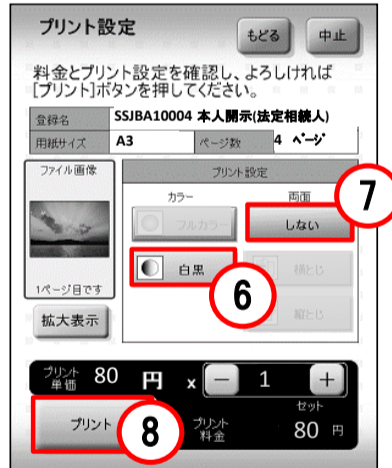 プリント設定
もどる
中止
料金とプリント設定を確認し、よろしければ
[プリント]ボタンを押してください。
登録名 SSJBA10004 本人開示(法定相続人)
用紙サイズ A3 ページ数 4 ページ
ファイル画像
プリント設定
カラー 両面
7
フルカラー しない
白黒 横とじ
6
1ページ目です
縦とじ
拡大表示
プリント単価 80 円 x − 1 +
セット
プリント
8
プリント料金 80 円